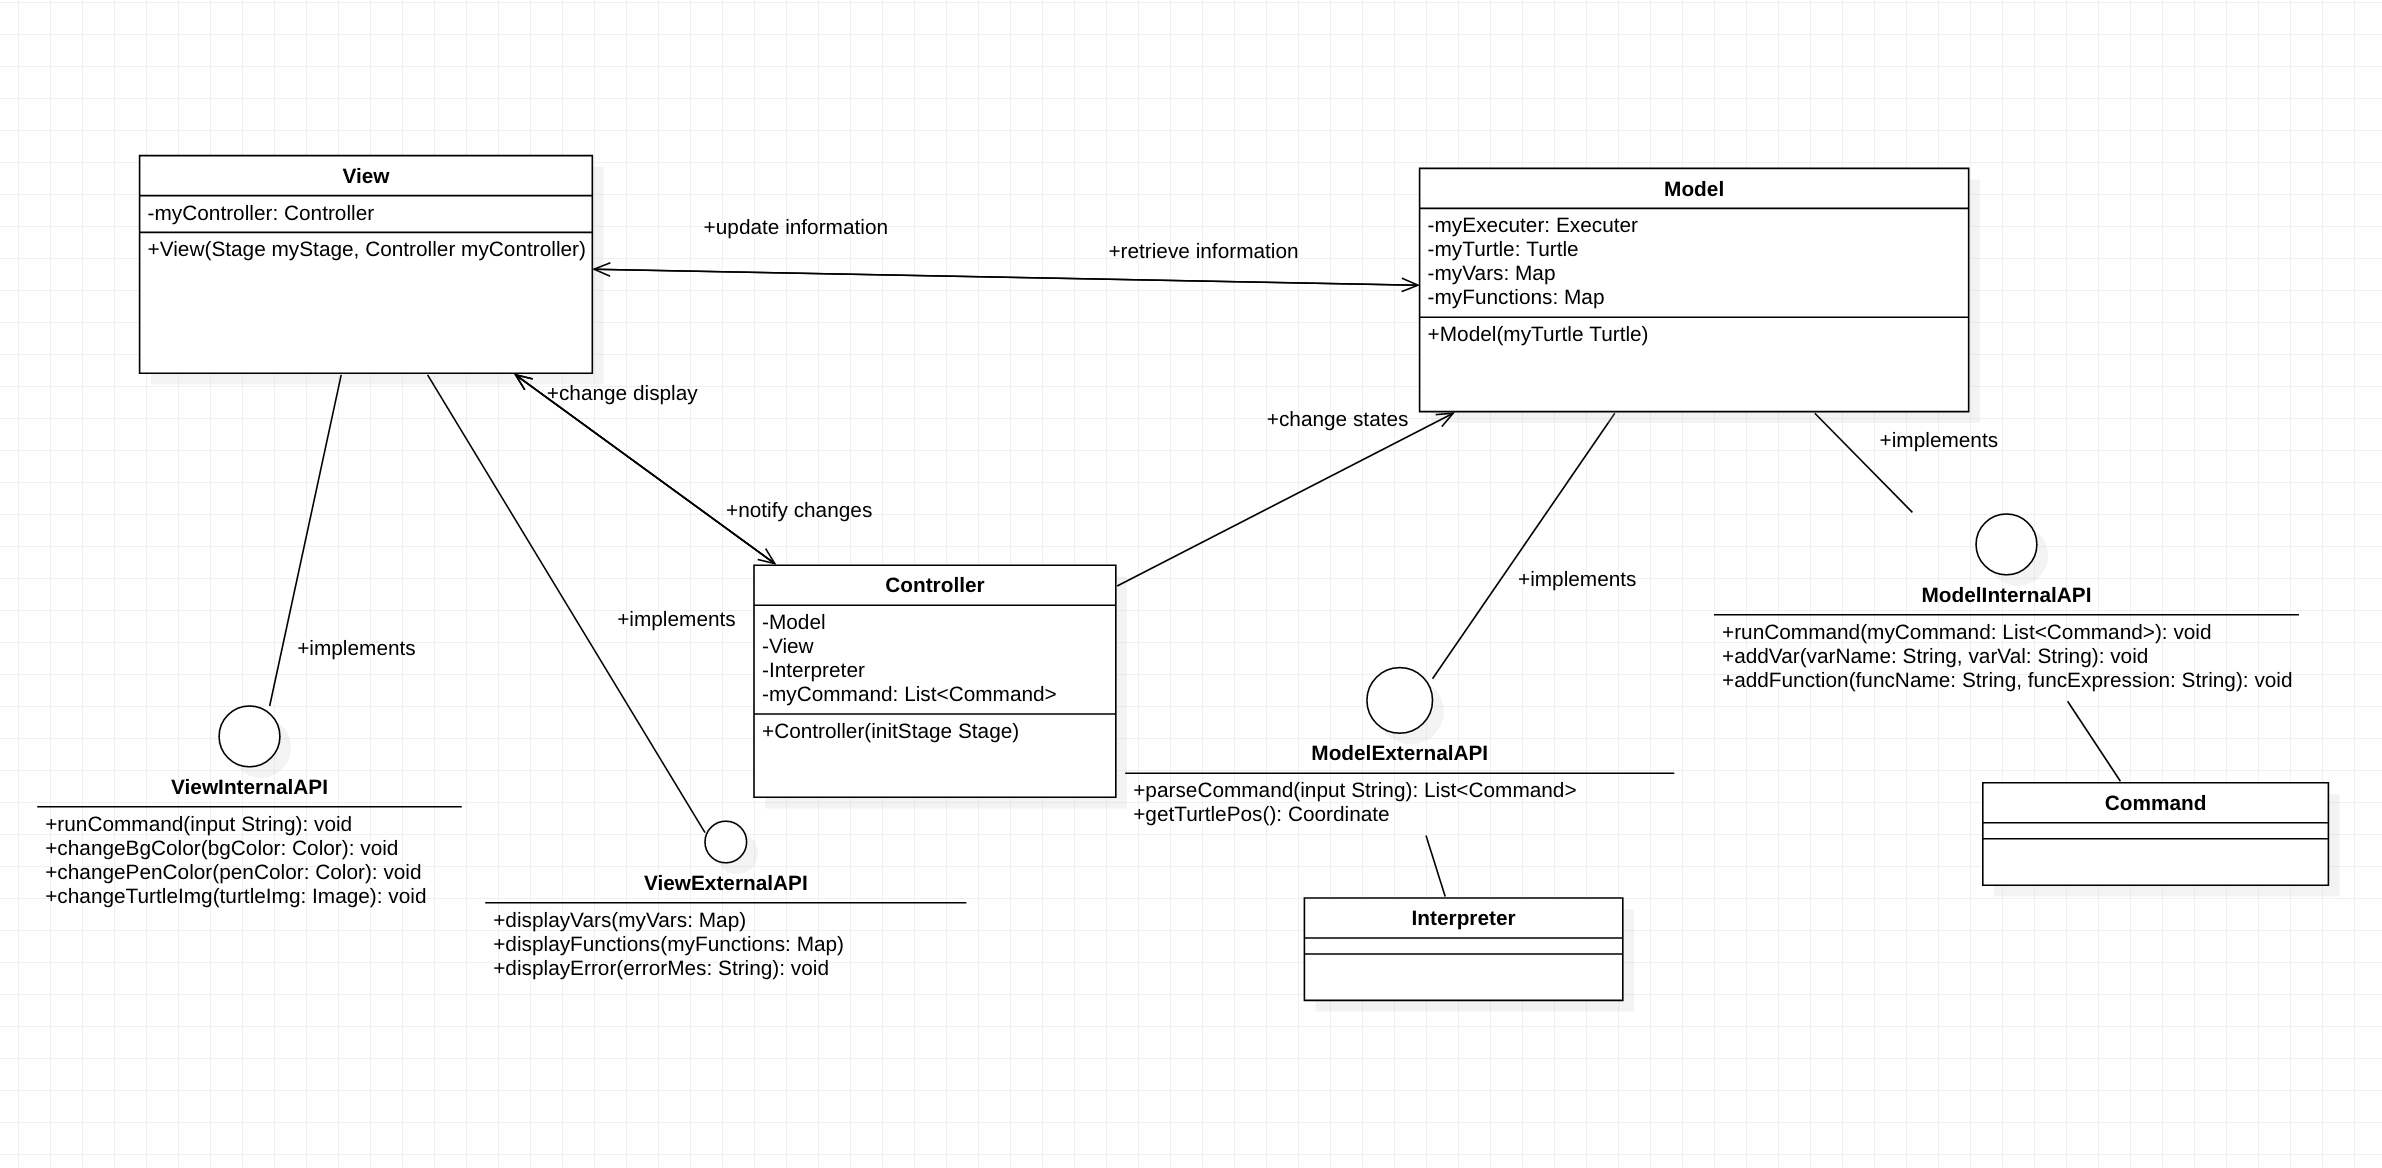 View
-myController: Controller
+View(Stage myStage, Controller myController)
+update information
+retrieve information
Model
-myExecuter: Executer
-myTurtle: Turtle
-myVars: Map
-myFunctions: Map
+Model(myTurtle Turtle)
+change display
+notify changes
+change states
+implements
+implements
+implements
+implements
Controller
-Model
-View
-Interpreter
-myCommand: List<Command>
+Controller(initStage Stage)
ViewInternalAPI
+runCommand(input String): void
+changeBgColor(bgColor: Color): void
+changePenColor(penColor: Color): void
+changeTurtleImg(turtleImg: Image): void
ViewExternalAPI
+displayVars(myVars: Map)
+displayFunctions(myFunctions: Map)
+displayError(errorMes: String): void
ModelExternalAPI
+parseCommand(input String): List<Command>
+getTurtlePos(): Coordinate
Interpreter
ModelInternalAPI
+runCommand(myCommand: List<Command>): void
+addVar(varName: String, varVal: String): void
+addFunction(funcName: String, funcExpression: String): void
Command